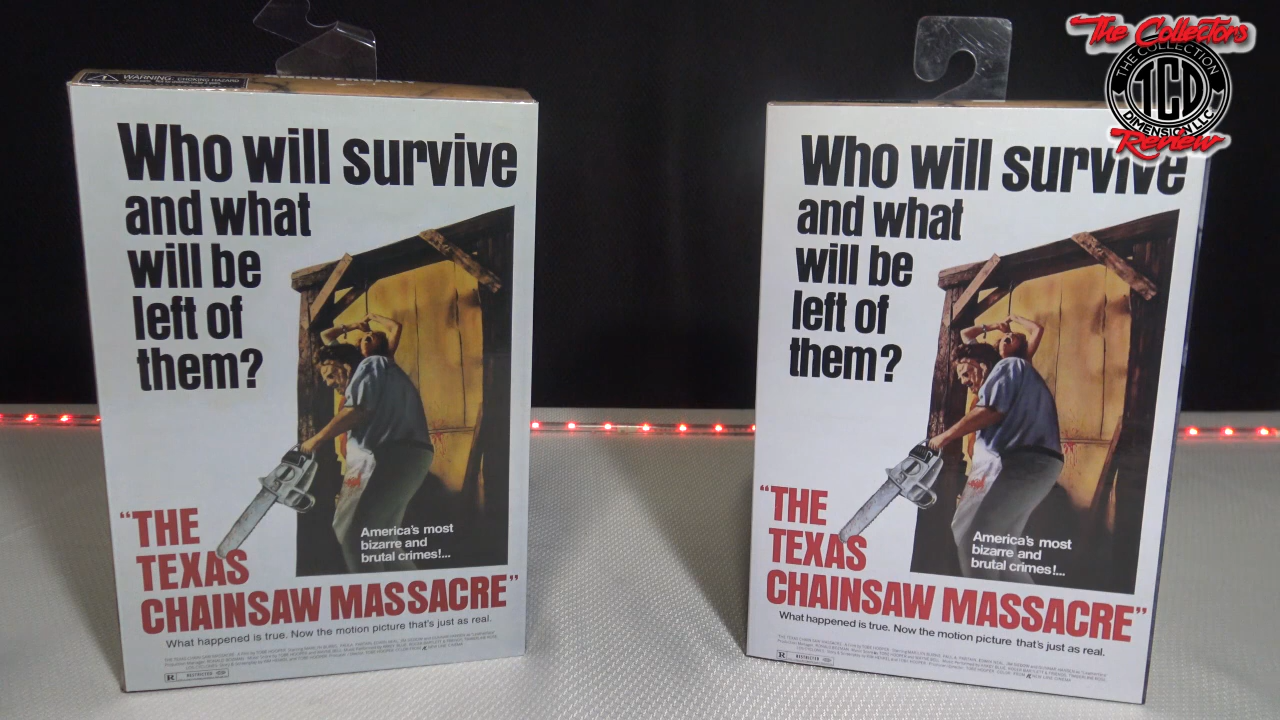 WARNING: CHOKING HAZARD
Who will survive
and what
will be
left of
them?
America's most
bizarre and
brutal crimes!...
"THE
TEXAS
CHAINSAW MASSACRE"
What happened is true. Now the motion picture that's just as real.
R RESTRICTED
The Collectors
THE COLLECTION
TCD
DIMENSION LLC
Review
Who will survive
and what
will be
left of
them?
America's most
bizarre and
brutal crimes!...
"THE
TEXAS
CHAINSAW MASSACRE"
What happened is true. Now the motion picture that's just as real.
R RESTRICTED